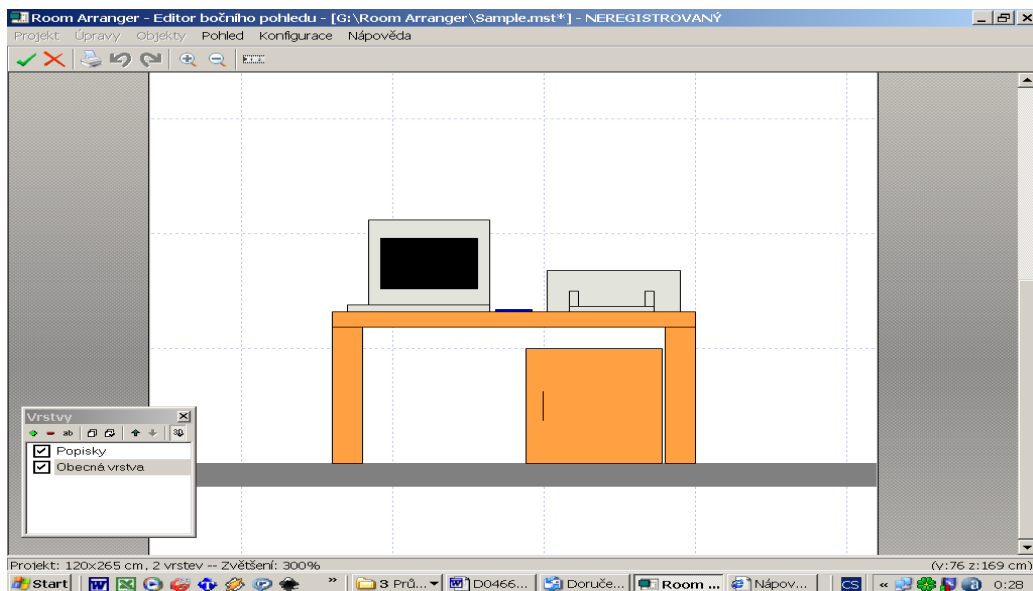 Room Arranger - Editor bočního pohledu - [G:\Room Arranger\Sample.mst*] - NEREGISTROVANÝ
Projekt Úpravy Objekty Pohled Konfigurace Nápověda
Vrstvy
ab 3D
Popisky
Obecná vrstva
Projekt: 120x265 cm, 2 vrstev -- Zvětšení: 300% (v:76 z:169 cm)
Start » 3 Prů... D0466... Doruče... Room ... Nápov... CS « 0:28